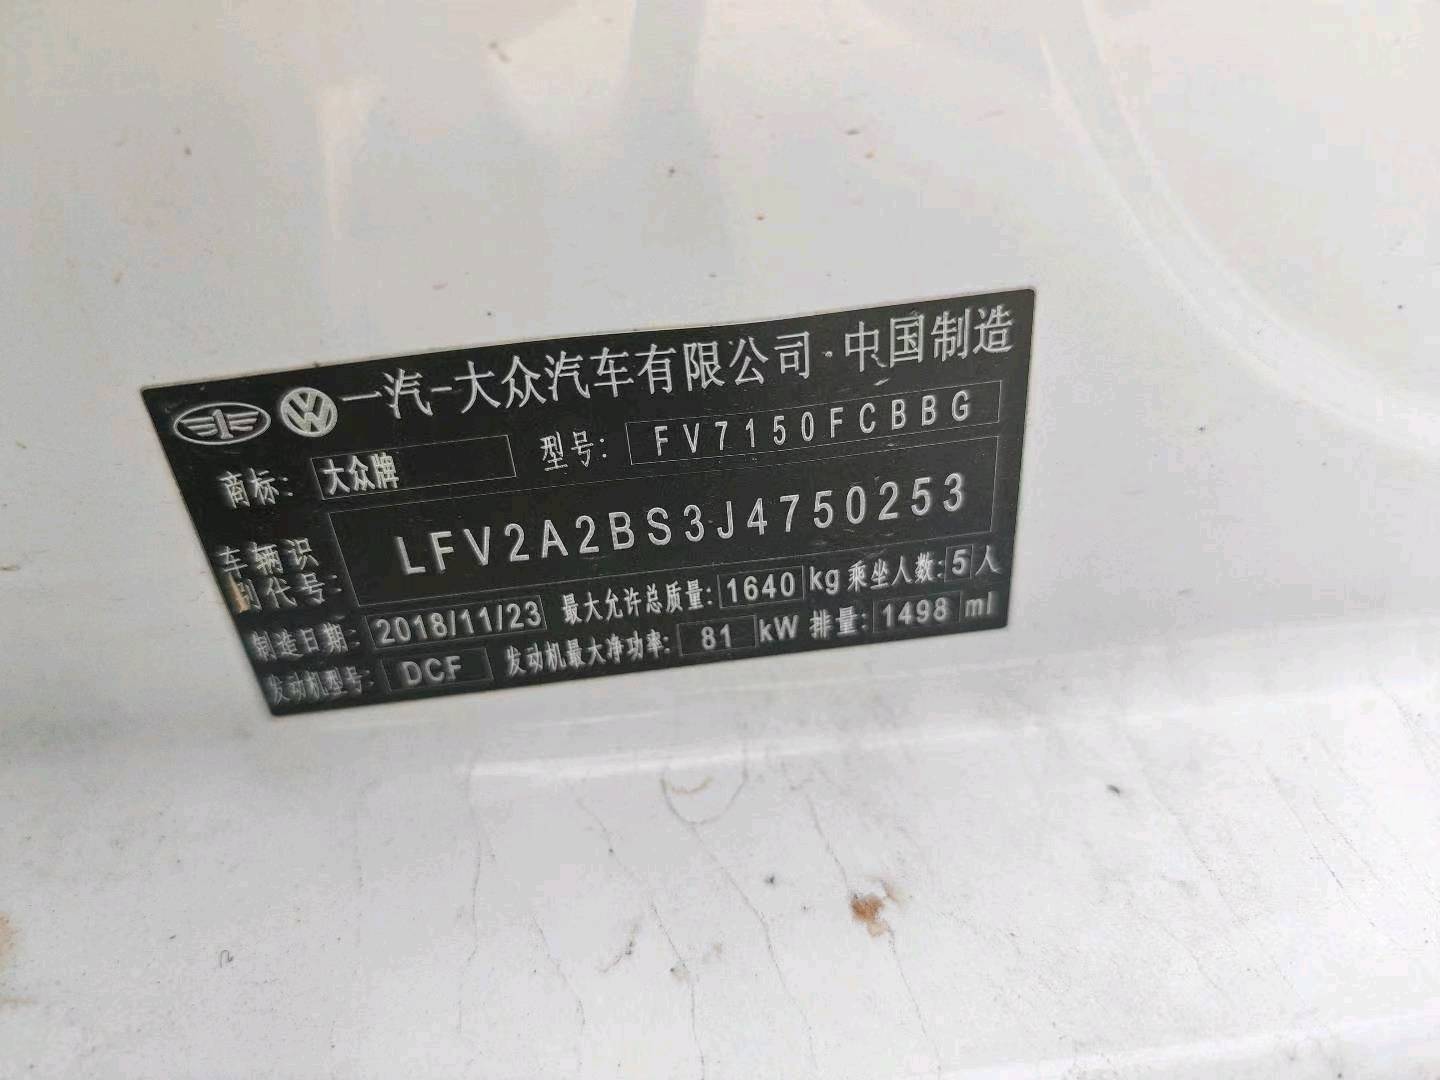 一汽-大众汽车有限公司·中国制造
商标: 大众牌 型号: FV7150FCBBG
车辆识别代号: LFV2A2BS3J4750253
制造日期: 2018/11/23 最大允许总质量: 1640 kg 乘坐人数: 5 人
发动机型号: DCF 发动机最大净功率: 81 kW 排量: 1498 ml